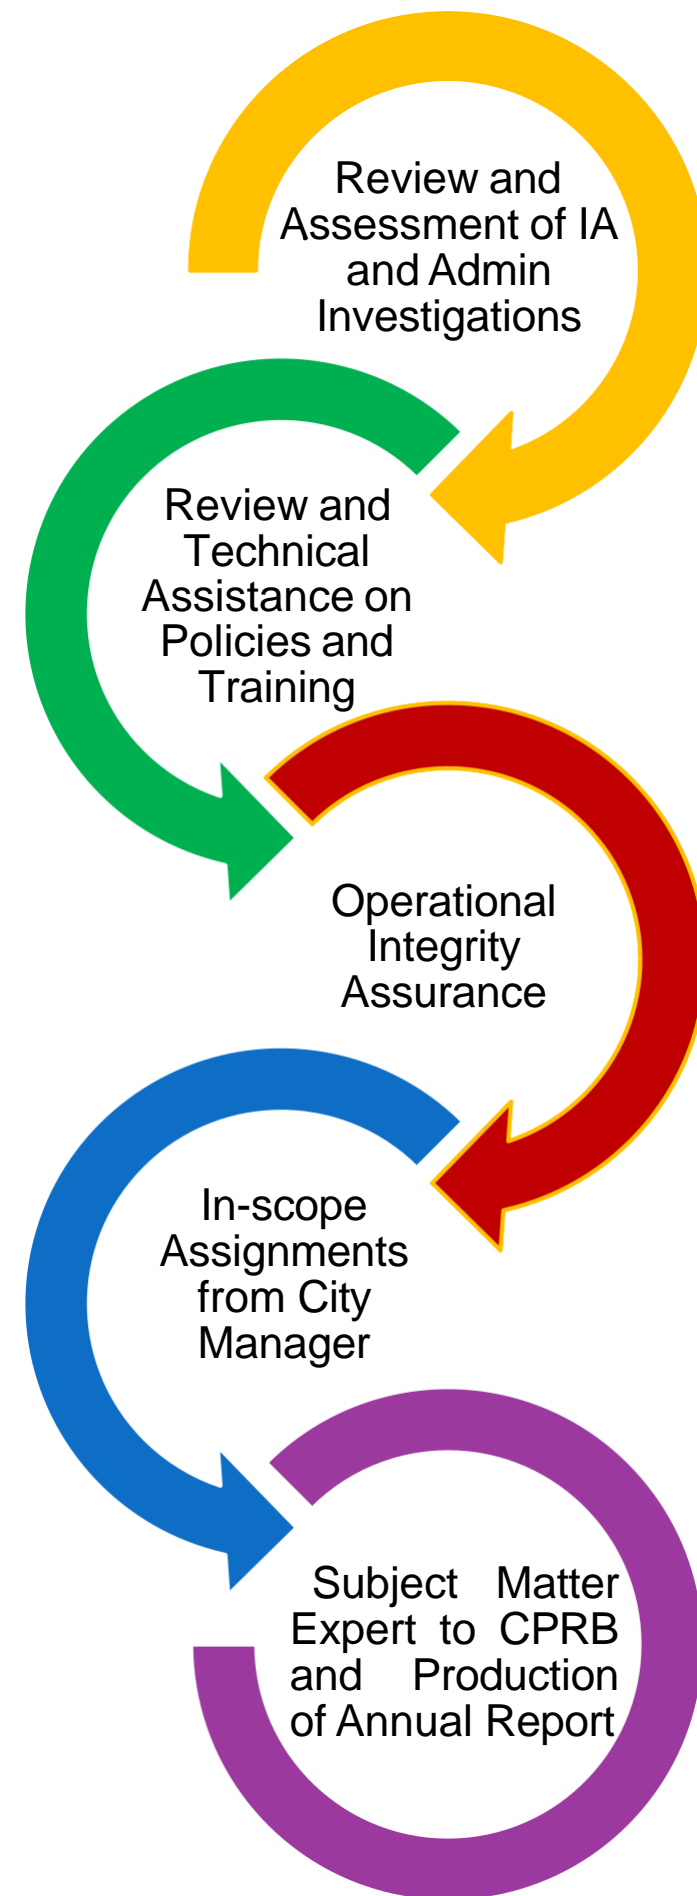 Review and
Assessment of IA
and Admin
Investigations
Review and
Technical
Assistance on
Policies and
Training
Operational
Integrity
Assurance
In-scope
Assignments
from City
Manager
Subject Matter
Expert to CPRB
and Production
of Annual Report